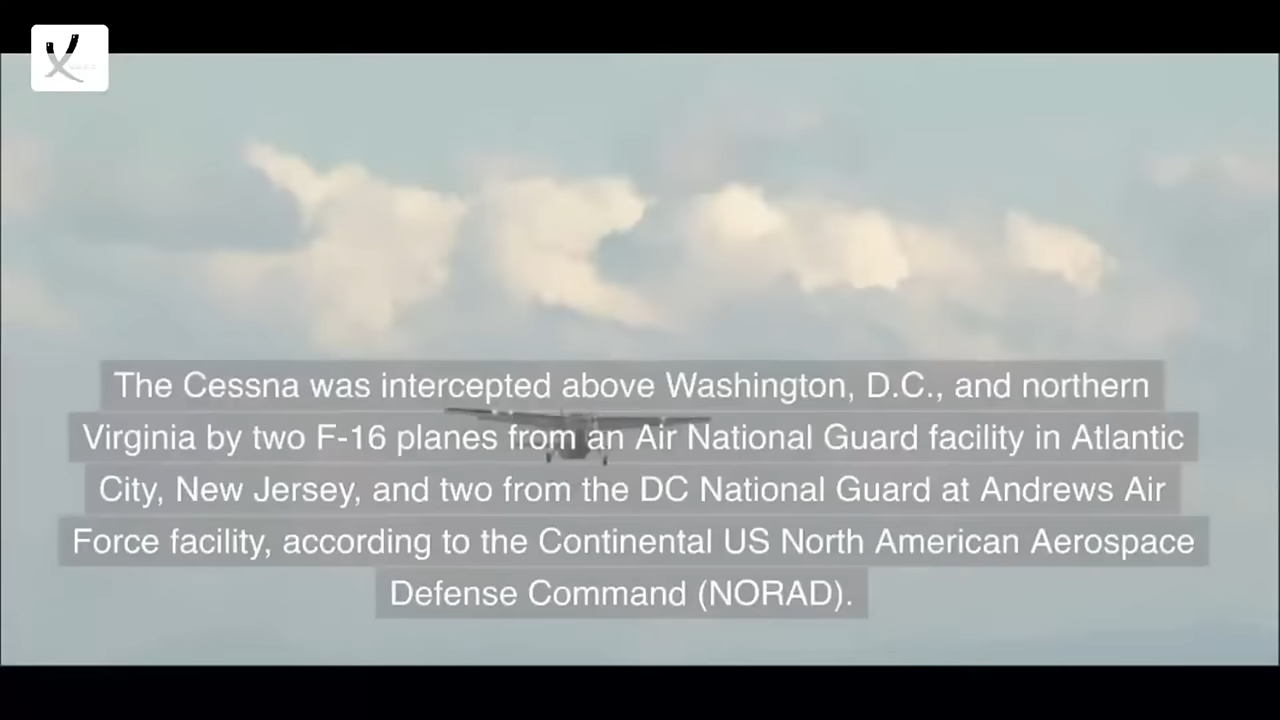 The Cessna was intercepted above Washington, D.C., and northern
Virginia by two F-16 planes from an Air National Guard facility in Atlantic
City, New Jersey, and two from the DC National Guard at Andrews Air
Force facility, according to the Continental US North American Aerospace
Defense Command (NORAD).